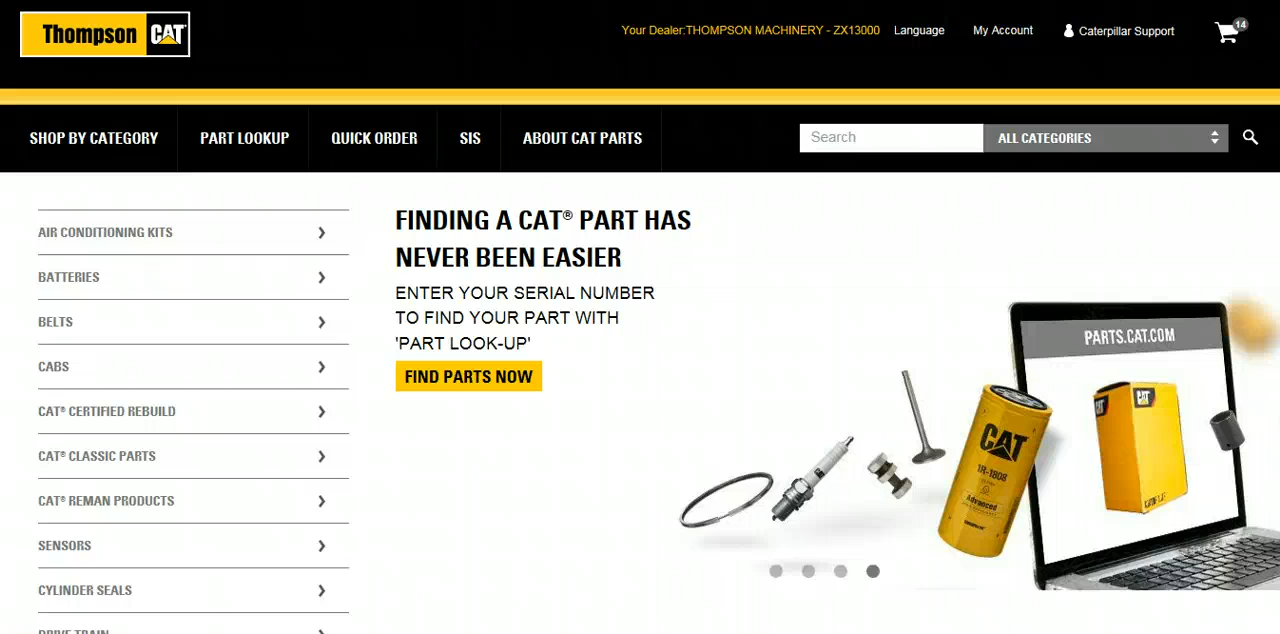 Thompson CAT
Your Dealer:THOMPSON MACHINERY - ZX13000
Language
My Account
Caterpillar Support
14
SHOP BY CATEGORY
PART LOOKUP
QUICK ORDER
SIS
ABOUT CAT PARTS
Search
ALL CATEGORIES
AIR CONDITIONING KITS
BATTERIES
BELTS
CABS
CAT® CERTIFIED REBUILD
CAT® CLASSIC PARTS
CAT® REMAN PRODUCTS
SENSORS
CYLINDER SEALS
DRIVE TRAIN
FINDING A CAT® PART HAS
NEVER BEEN EASIER
ENTER YOUR SERIAL NUMBER
TO FIND YOUR PART WITH
'PART LOOK-UP'
FIND PARTS NOW
PARTS.CAT.COM
CAT
CAT
CAT
1R-1808
Advanced